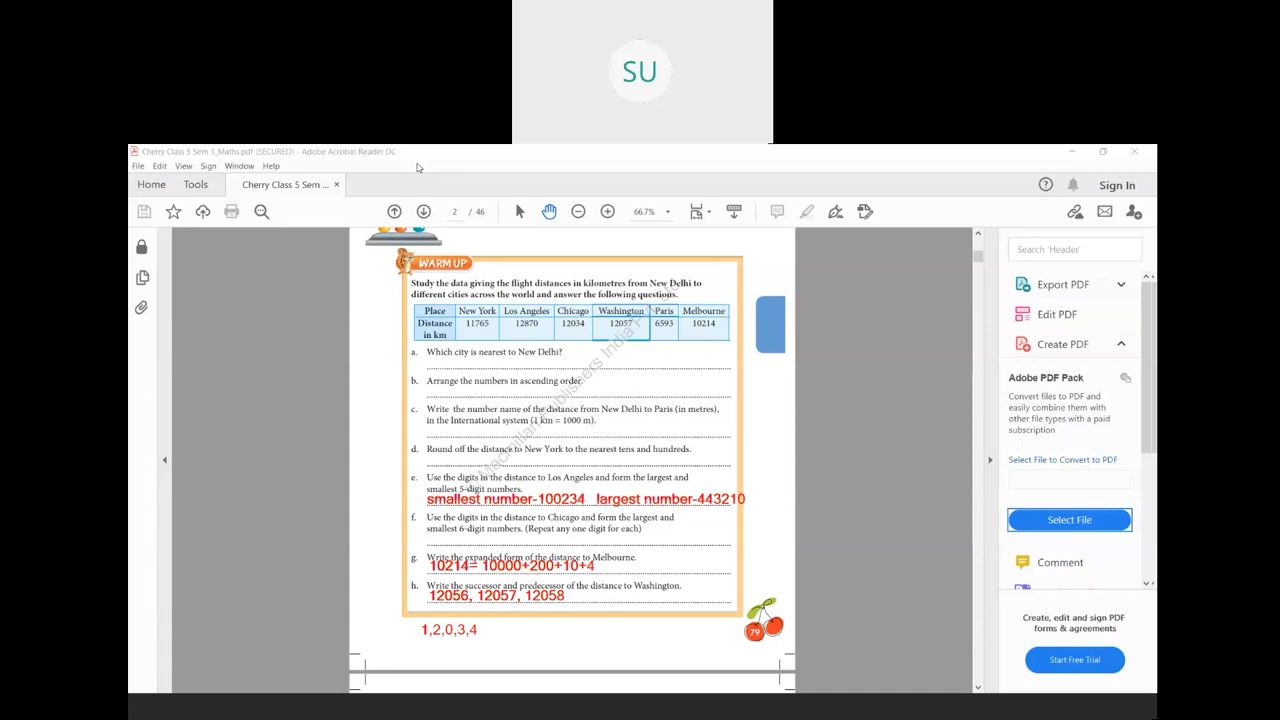 SU
Cherry Class 5 Sem 1_Maths.pdf (SECURED) - Adobe Acrobat Reader DC
File Edit View Sign Window Help
Home Tools Cherry Class 5 Sem ... × Sign In
2 / 46 66.7%
WARM UP
Study the data giving the flight distances in kilometres from New Delhi to
different cities across the world and answer the following questions.
Place New York Los Angeles Chicago Washington Paris Melbourne
Distance in km 11765 12870 12034 12057 6593 10214
a. Which city is nearest to New Delhi?
b. Arrange the numbers in ascending order.
c. Write the number name of the distance from New Delhi to Paris (in metres),
in the International system (1 km = 1000 m).
d. Round off the distance to New York to the nearest tens and hundreds.
e. Use the digits in the distance to Los Angeles and form the largest and
smallest 5-digit numbers.
smallest number-100234 largest number-443210
f. Use the digits in the distance to Chicago and form the largest and
smallest 6-digit numbers. (Repeat any one digit for each)
g. Write the expanded form of the distance to Melbourne.
10214= 10000+200+10+4
h. Write the successor and predecessor of the distance to Washington.
12056, 12057, 12058
1,2,0,3,4
79
Search 'Header'
Export PDF
Edit PDF
Create PDF
Adobe PDF Pack
Convert files to PDF and
easily combine them with
other file types with a paid
subscription
Select File to Convert to PDF
Select File
Comment
Create, edit and sign PDF
forms & agreements
Start Free Trial